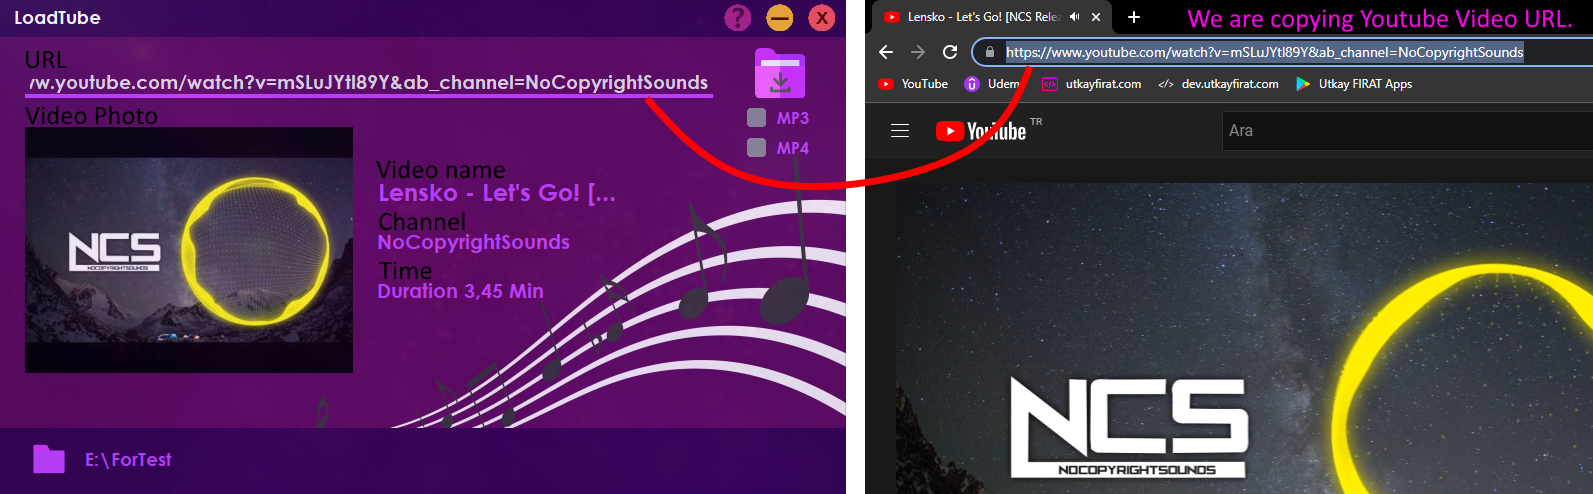 LoadTube
?
X
URL
w.youtube.com/watch?v=mSLuJYtI89Y&ab_channel=NoCopyrightSounds
MP3
MP4
Video Photo
NCS
NOCOPYRIGHTSOUNDS
Video name
Lensko - Let's Go! [...
Channel
NoCopyrightSounds
Time
Duration 3,45 Min
E:\ForTest
Lensko - Let's Go! [NCS Relea
We are copying Youtube Video URL.
https://www.youtube.com/watch?v=mSLuJYtI89Y&ab_channel=NoCopyrightSounds
YouTube
Udem
utkayfirat.com
dev.utkayfirat.com
Utkay FIRAT Apps
YouTube TR
Ara
NCS
NOCOPYRIGHTSOUNDS